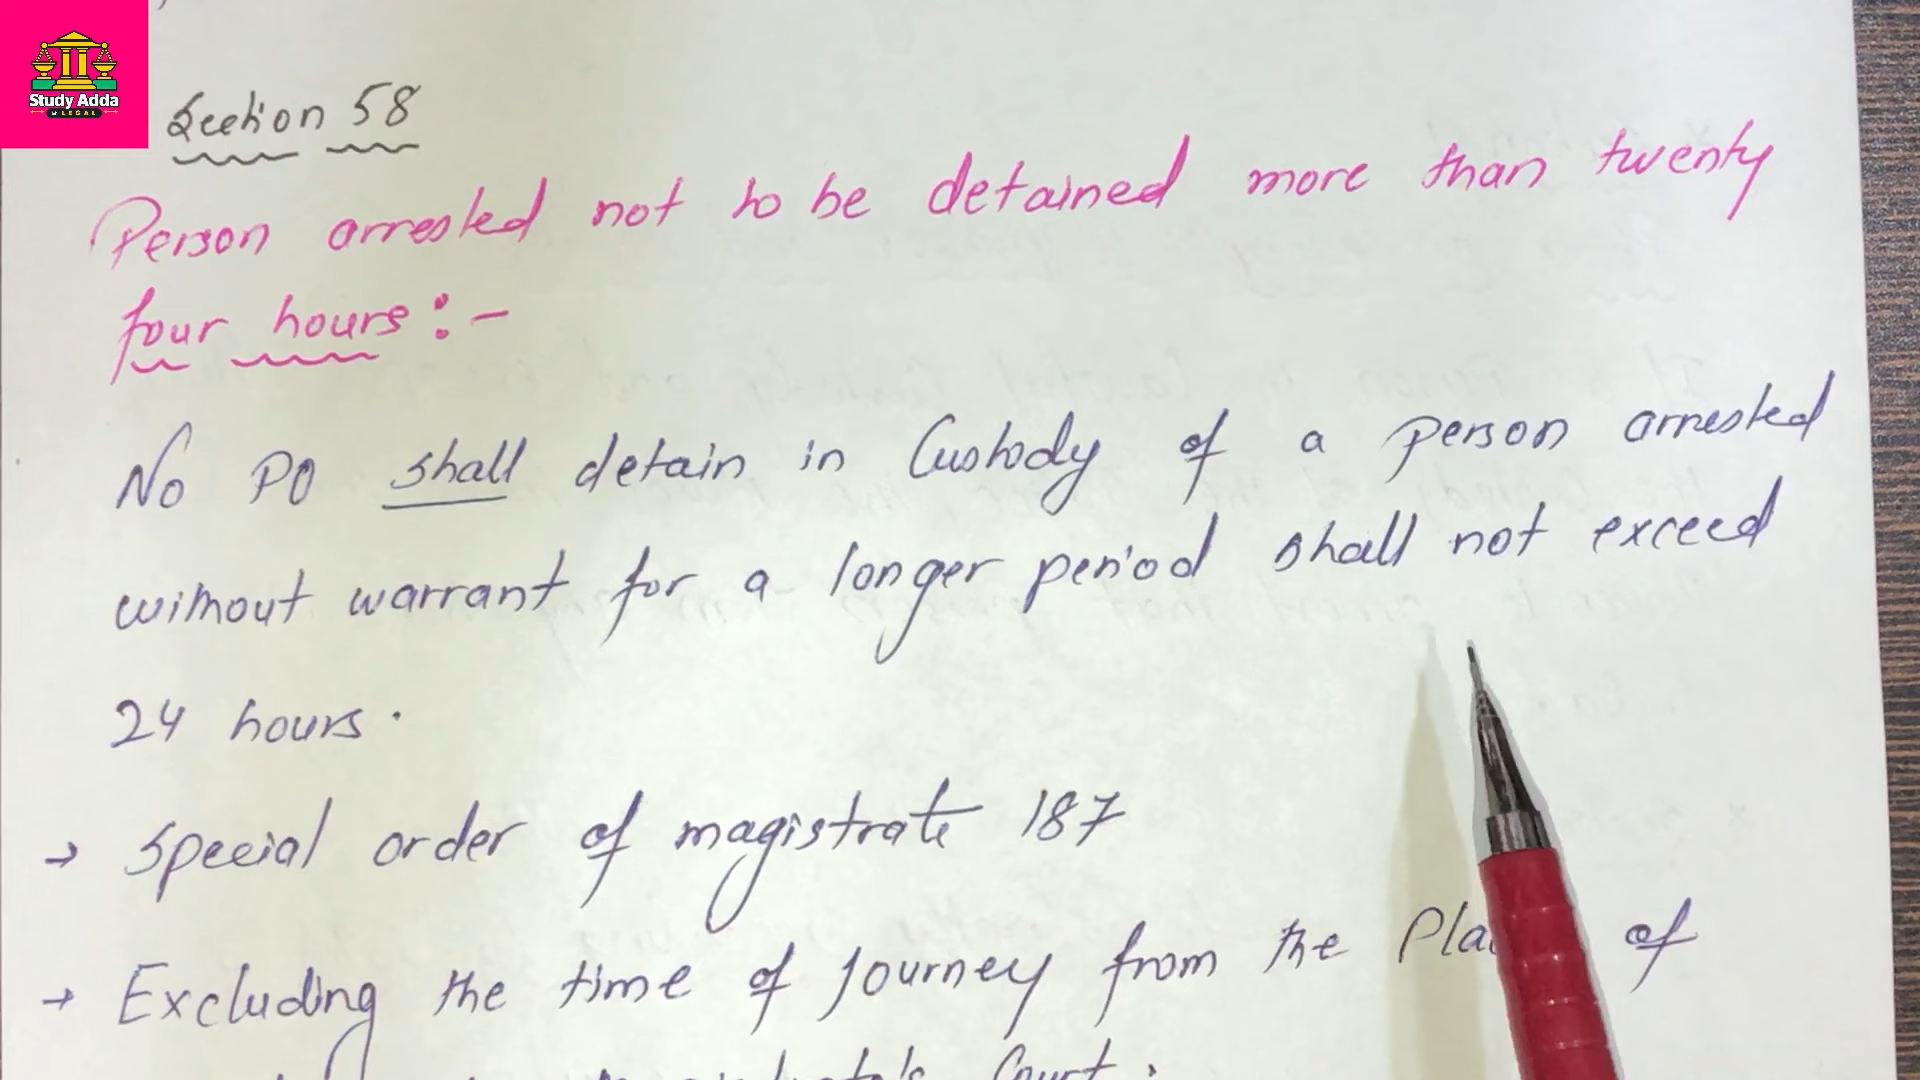 Study Adda
LEGAL
Section 58
Person arrested not to be detained more than twenty
four hours :-
No PO shall detain in Custody of a person arrested
without warrant for a longer period shall not exceed
24 hours.
→ Special order of magistrate 187
→ Excluding the time of Journey from the of
Court.